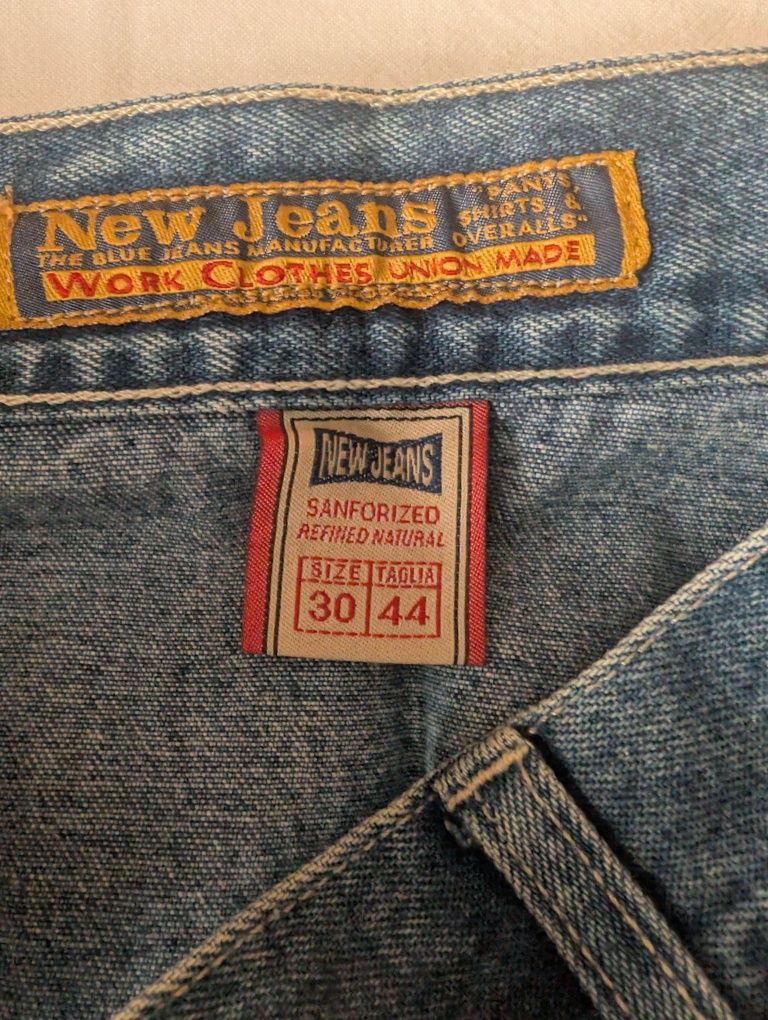 New Jeans
THE BLUE JEANS MANUFACTURER
"PANTS,
SHIRTS, &
OVERALLS"
WORK CLOTHES UNION MADE
NEW JEANS
SANFORIZED
REFINED NATURAL
SIZE TAGLIA
30 44